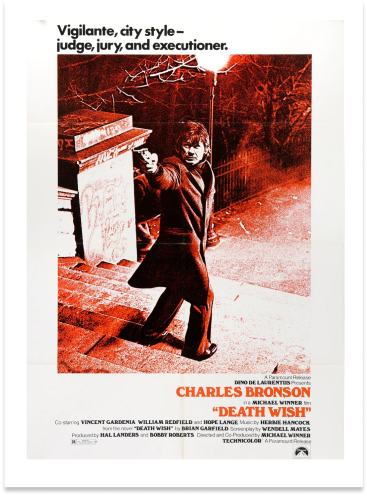 Vigilante, city style–
judge, jury, and executioner.
A Paramount Release
DINO DE LAURENTIIS Presents
CHARLES BRONSON
in a MICHAEL WINNER film
"DEATH WISH"
Co-starring VINCENT GARDENIA WILLIAM REDFIELD and HOPE LANGE Music by HERBIE HANCOCK
from the novel "DEATH WISH" by BRIAN GARFIELD Screenplay by WENDELL MAYES
Produced by HAL LANDERS and BOBBY ROBERTS Directed and Co-Produced by MICHAEL WINNER
TECHNICOLOR® A Paramount Release